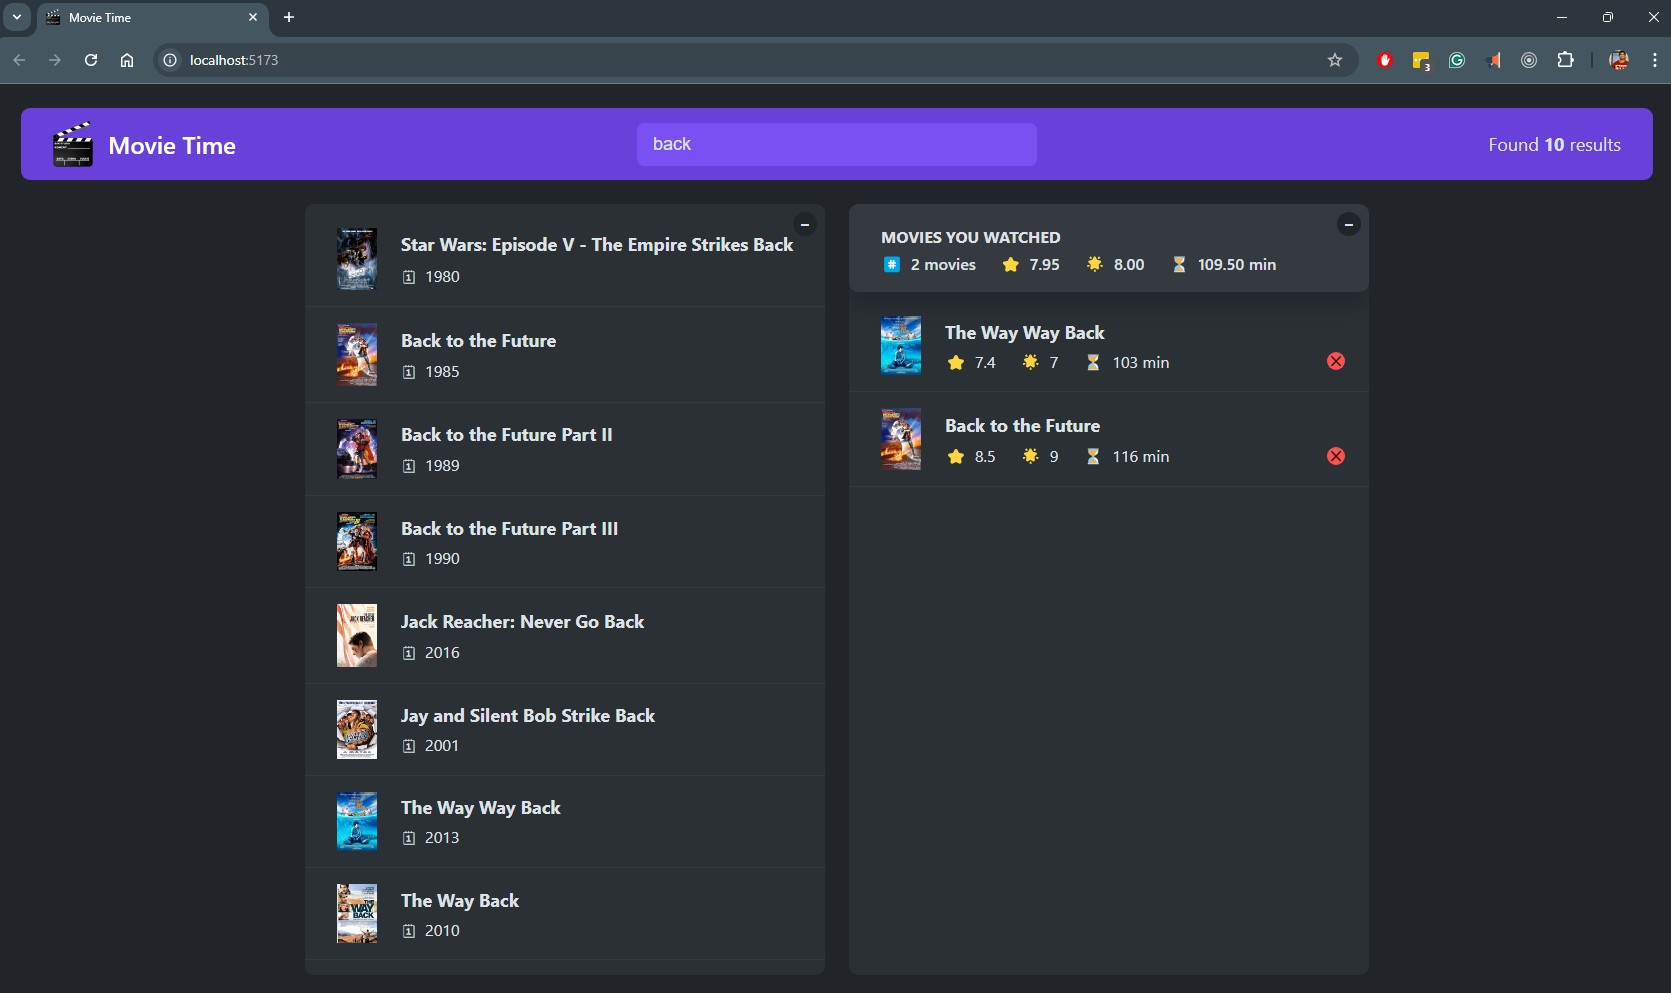 Movie Time
localhost:5173
3
Movie Time
back
Found 10 results
Star Wars: Episode V - The Empire Strikes Back
1980
Back to the Future
1985
Back to the Future Part II
1989
Back to the Future Part III
1990
Jack Reacher: Never Go Back
2016
Jay and Silent Bob Strike Back
2001
The Way Way Back
2013
THE
WAY
BACK
The Way Back
2010
MOVIES YOU WATCHED
# 2 movies ⭐ 7.95 🌟 8.00 ⏳ 109.50 min
The Way Way Back
⭐ 7.4 🌟 7 ⏳ 103 min
Back to the Future
⭐ 8.5 🌟 9 ⏳ 116 min